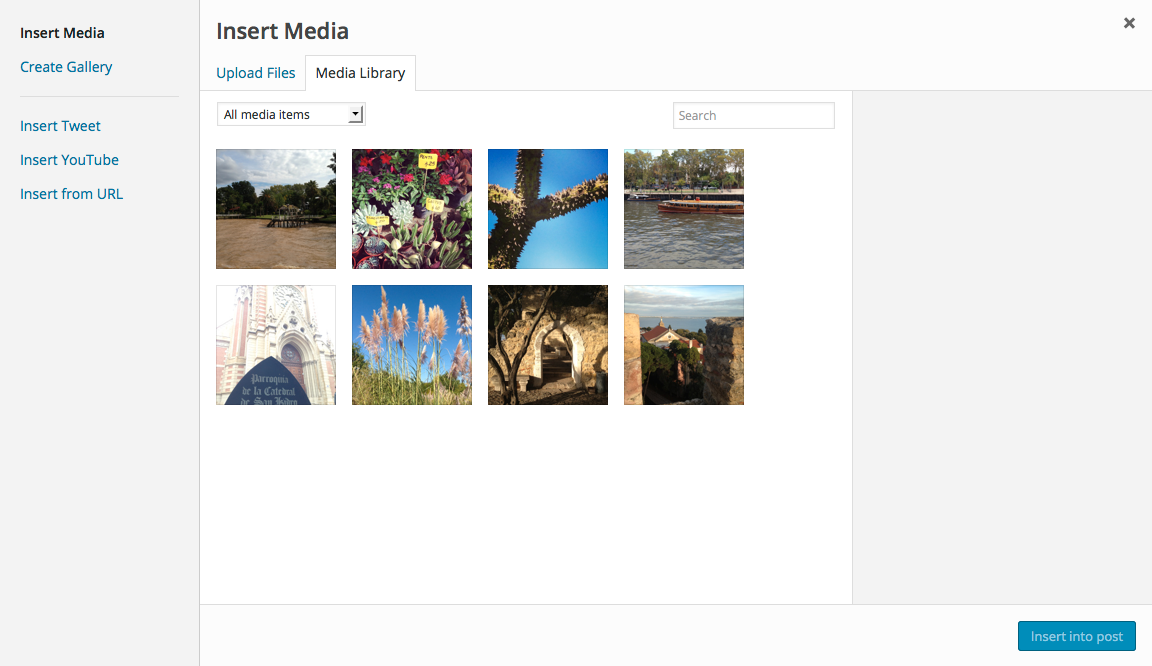 Insert Media
Create Gallery
Insert Tweet
Insert YouTube
Insert from URL
Insert Media
Upload Files
Media Library
All media items
Search
Parroquia
de la Catedral
de San Isidro
Insert into post